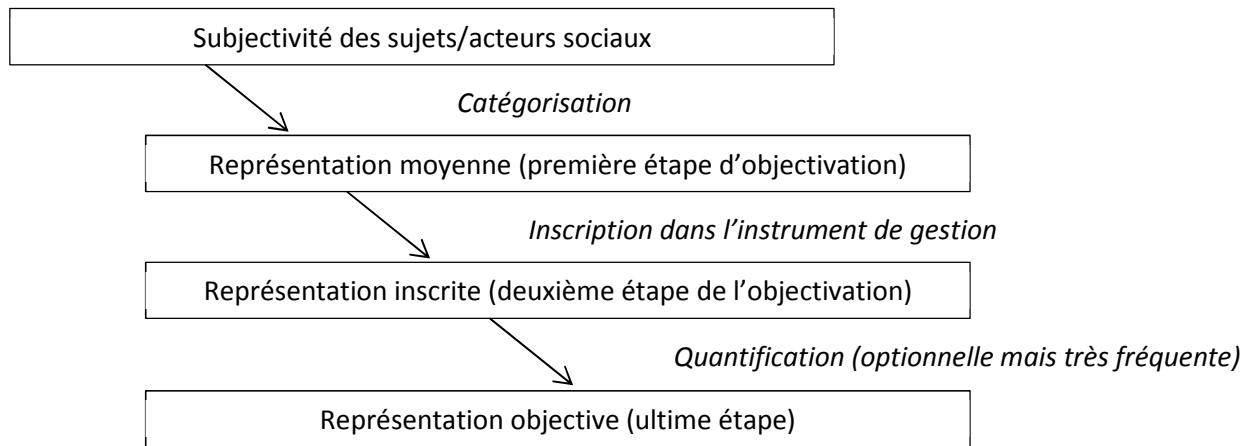 Subjectivité des sujets/acteurs sociaux
Catégorisation
Représentation moyenne (première étape d’objectivation)
Inscription dans l’instrument de gestion
Représentation inscrite (deuxième étape de l’objectivation)
Quantification (optionnelle mais très fréquente)
Représentation objective (ultime étape)